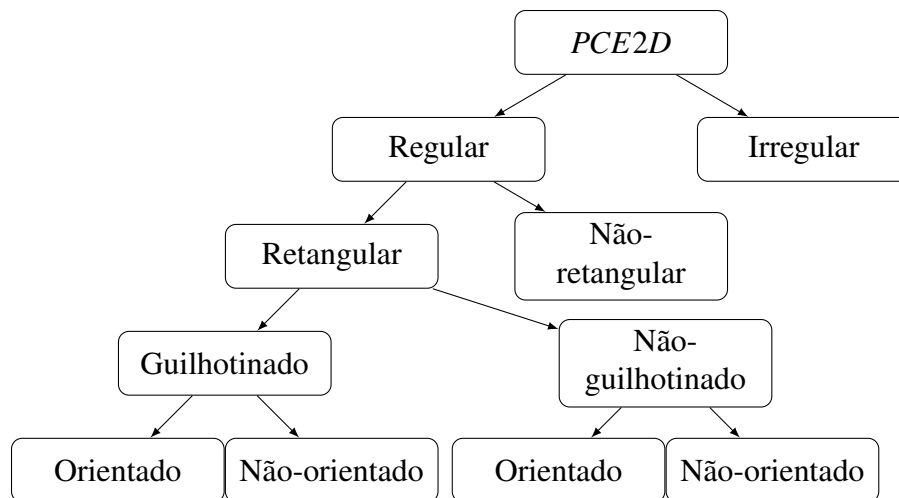 PCE2D
Regular
Irregular
Retangular
Não-
retangular
Guilhotinado
Não-
guilhotinado
Orientado
Não-orientado
Orientado
Não-orientado